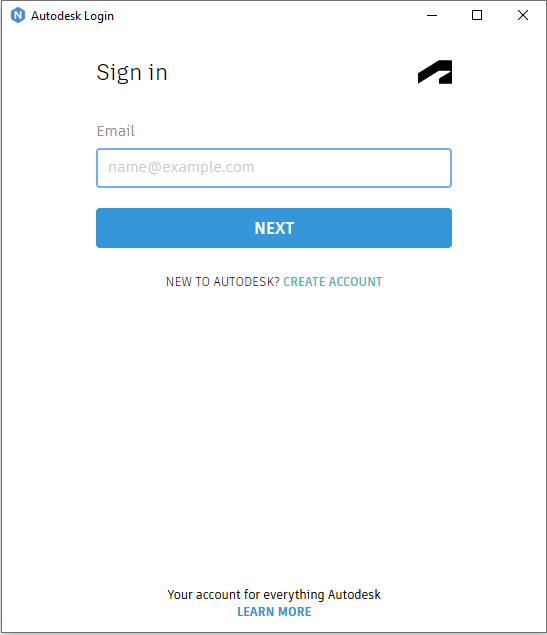 N Autodesk Login
Sign in
Email
name@example.com
NEXT
NEW TO AUTODESK? CREATE ACCOUNT
Your account for everything Autodesk
LEARN MORE